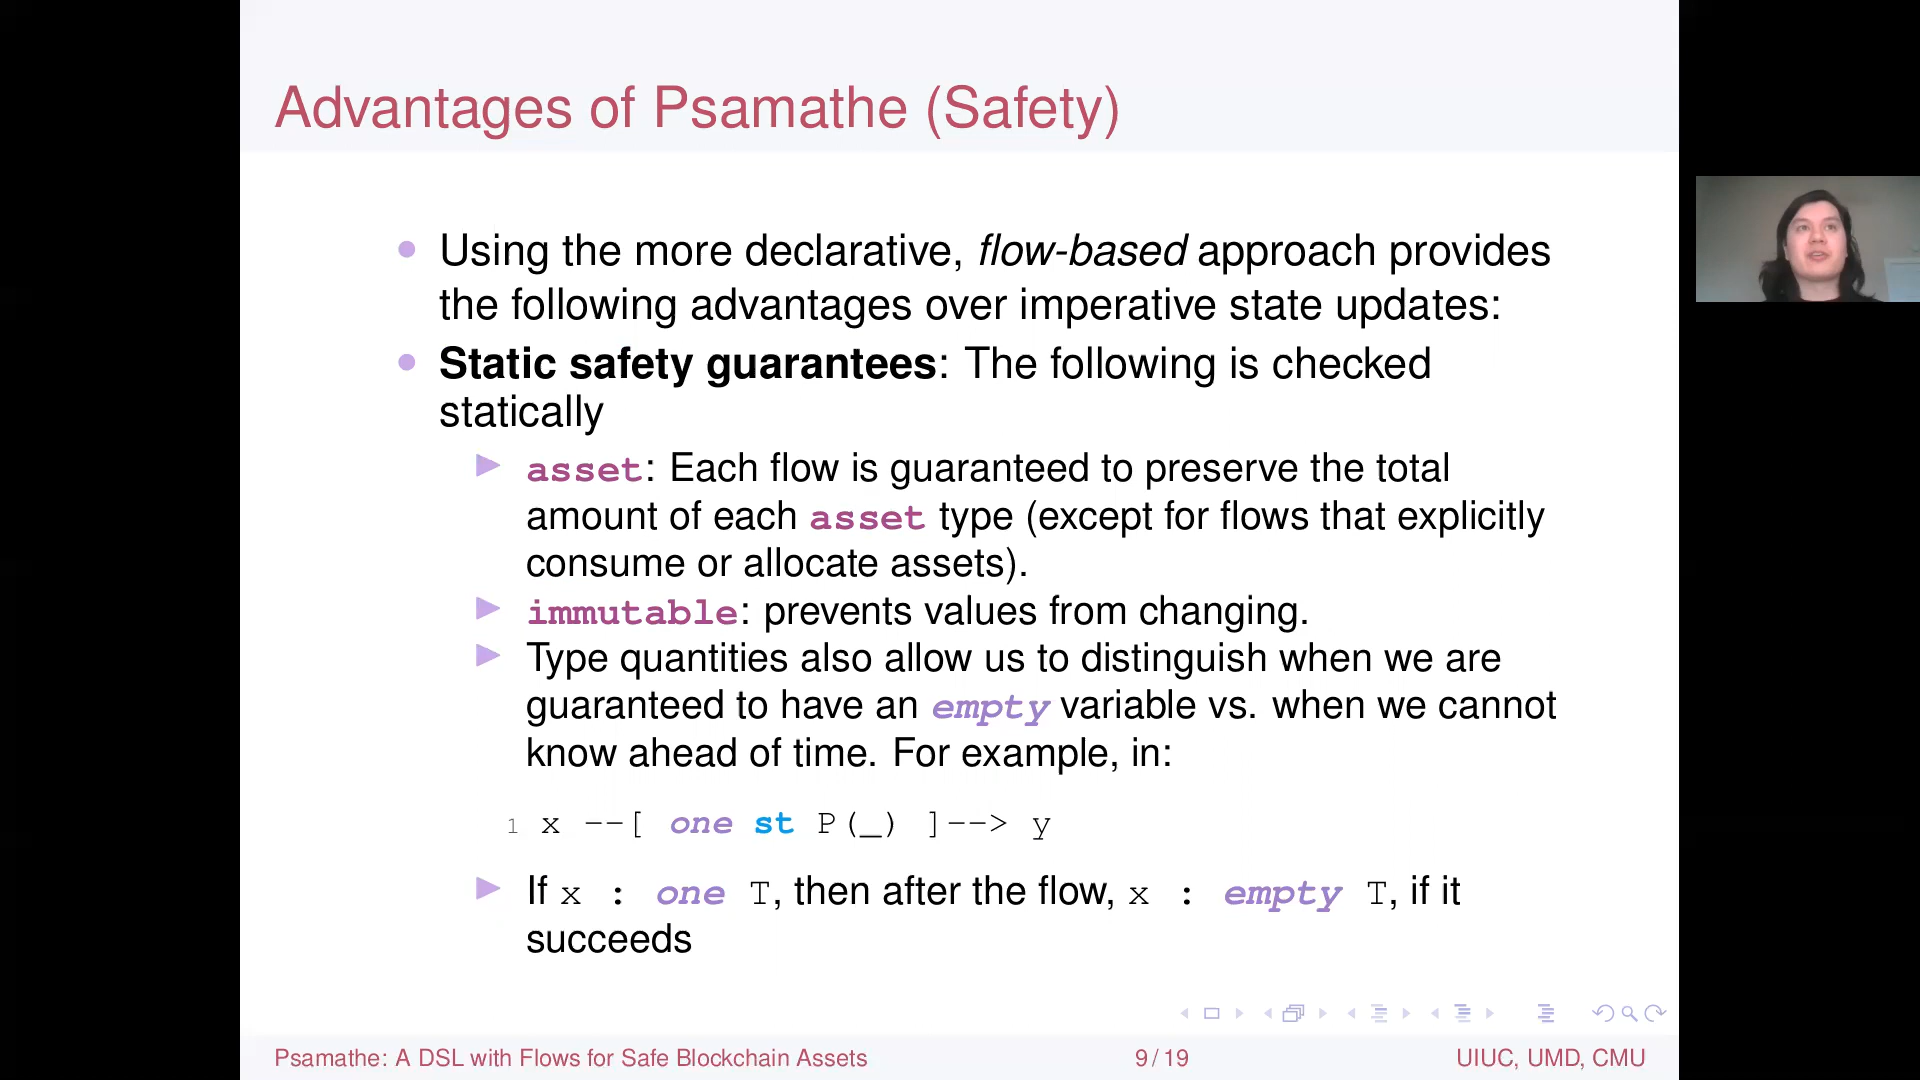 Advantages of Psamathe (Safety)
Using the more declarative, flow-based approach provides
the following advantages over imperative state updates:
Static safety guarantees: The following is checked
statically
asset: Each flow is guaranteed to preserve the total
amount of each asset type (except for flows that explicitly
consume or allocate assets).
immutable: prevents values from changing.
Type quantities also allow us to distinguish when we are
guaranteed to have an empty variable vs. when we cannot
know ahead of time. For example, in:
1 x --[ one st P(_) ]--> y
If x : one T, then after the flow, x : empty T, if it
succeeds
Psamathe: A DSL with Flows for Safe Blockchain Assets
9/19
UIUC, UMD, CMU